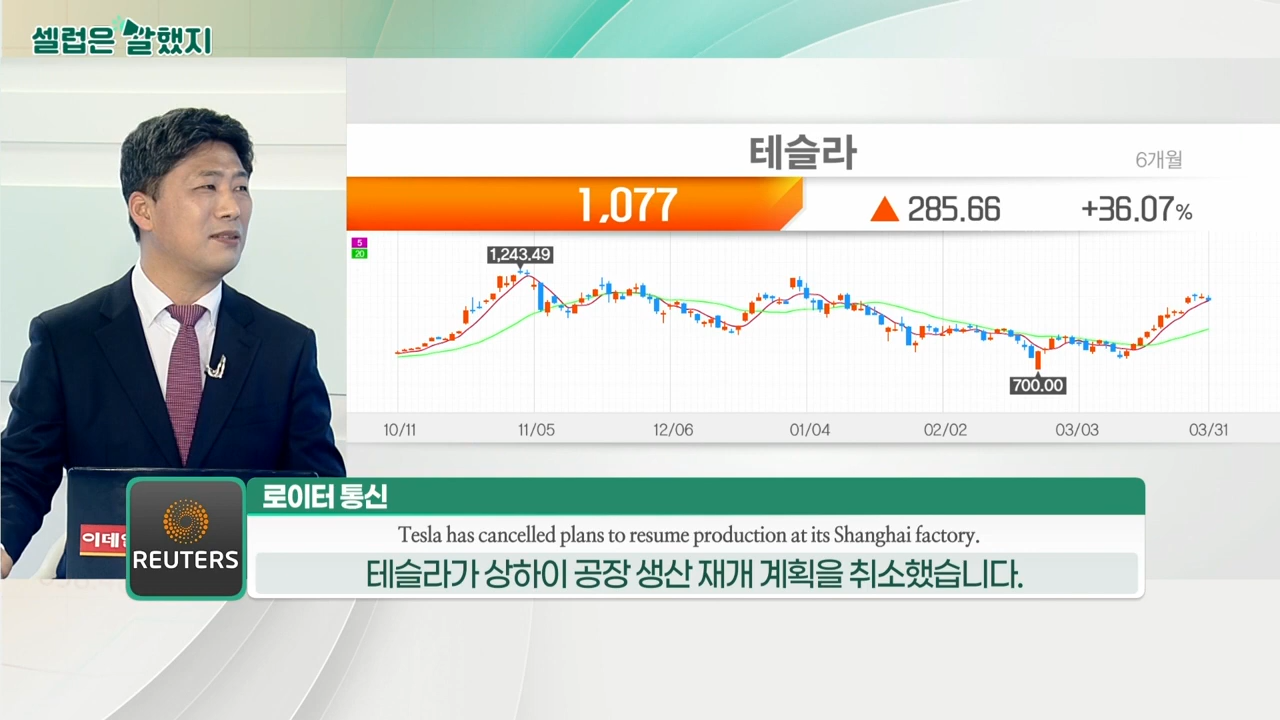 셀럽은 말했지
테슬라
6개월
1,077
▲ 285.66
+36.07%
5
20
1,243.49
700.00
10/11
11/05
12/06
01/04
02/02
03/03
03/31
로이터 통신
Tesla has cancelled plans to resume production at its Shanghai factory.
테슬라가 상하이 공장 생산 재개 계획을 취소했습니다.
이데일
REUTERS